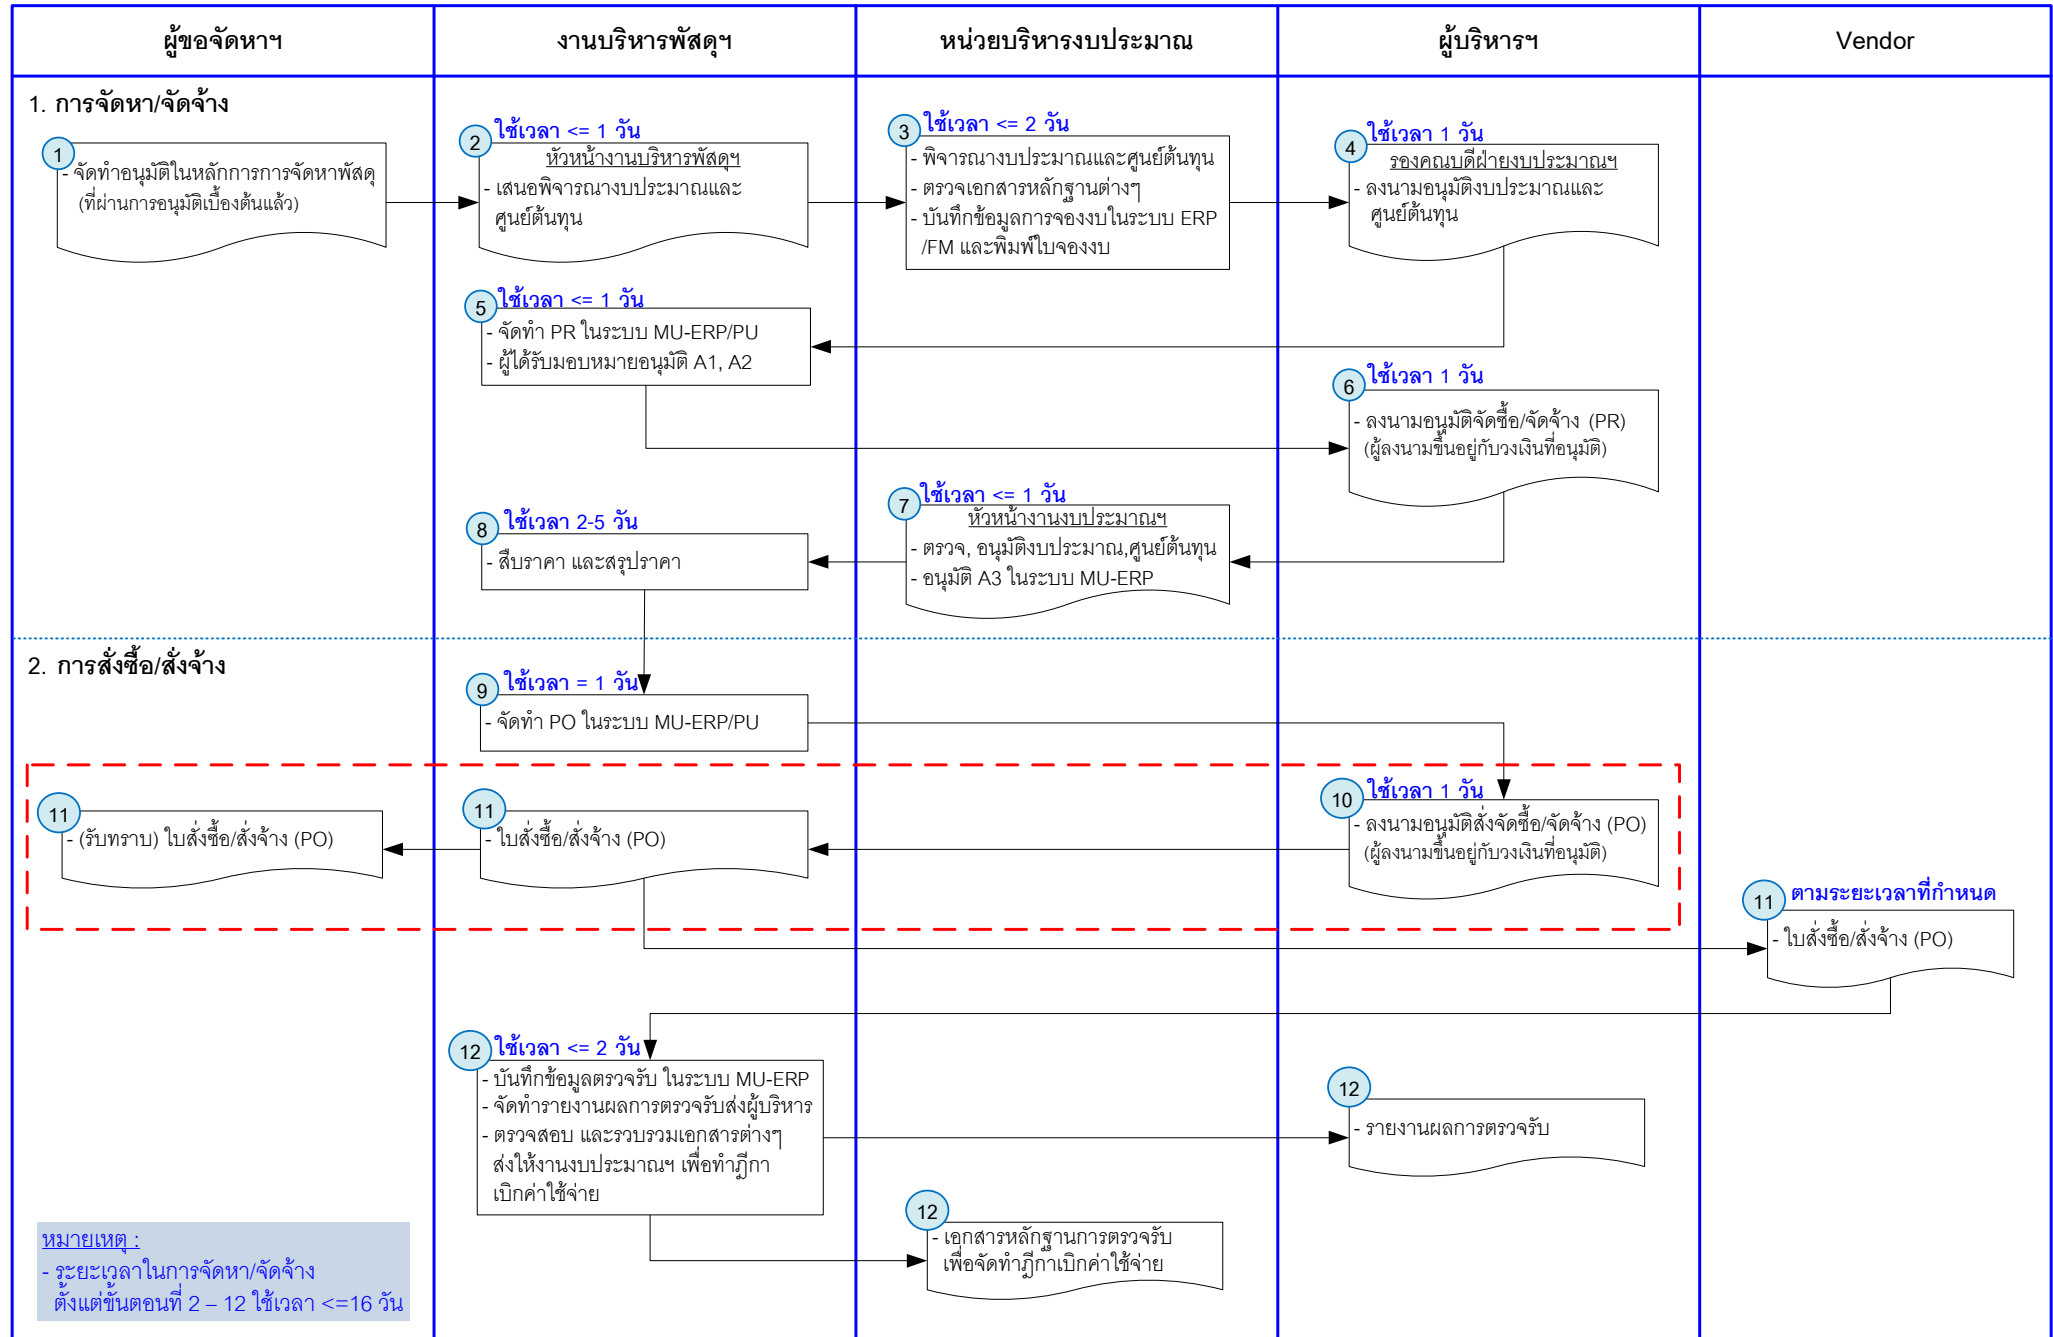 ผู้ขอจัดหาฯ
งานบริหารพัสดุฯ
หน่วยบริหารงบประมาณ
ผู้บริหารฯ
Vendor
1. การจัดหา/จัดจ้าง
1
- จัดทำอนุมัติในหลักการการจัดหาพัสดุ
(ที่ผ่านการอนุมัติเบื้องต้นแล้ว)
2
ใช้เวลา <= 1 วัน
หัวหน้างานบริหารพัสดุฯ
- เสนอพิจารณางบประมาณและ
ศูนย์ต้นทุน
3
ใช้เวลา <= 2 วัน
- พิจารณางบประมาณและศูนย์ต้นทุน
- ตรวจเอกสารหลักฐานต่างๆ
- บันทึกข้อมูลการจองงบในระบบ ERP
/FM และพิมพ์ใบจองงบ
4
ใช้เวลา 1 วัน
รองคณบดีฝ่ายงบประมาณฯ
- ลงนามอนุมัติงบประมาณและ
ศูนย์ต้นทุน
5
ใช้เวลา <= 1 วัน
- จัดทำ PR ในระบบ MU-ERP/PU
- ผู้ได้รับมอบหมายอนุมัติ A1, A2
6
ใช้เวลา 1 วัน
- ลงนามอนุมัติจัดซื้อ/จัดจ้าง (PR)
(ผู้ลงนามขึ้นอยู่กับวงเงินที่อนุมัติ)
7
ใช้เวลา <= 1 วัน
หัวหน้างานงบประมาณฯ
- ตรวจ, อนุมัติงบประมาณ,ศูนย์ต้นทุน
- อนุมัติ A3 ในระบบ MU-ERP
8
ใช้เวลา 2-5 วัน
- สืบราคา และสรุปราคา
2. การสั่งซื้อ/สั่งจ้าง
9
ใช้เวลา = 1 วัน
- จัดทำ PO ในระบบ MU-ERP/PU
10
ใช้เวลา 1 วัน
- ลงนามอนุมัติสั่งจัดซื้อ/จัดจ้าง (PO)
(ผู้ลงนามขึ้นอยู่กับวงเงินที่อนุมัติ)
11
- ใบสั่งซื้อ/สั่งจ้าง (PO)
11
- (รับทราบ) ใบสั่งซื้อ/สั่งจ้าง (PO)
11
ตามระยะเวลาที่กำหนด
- ใบสั่งซื้อ/สั่งจ้าง (PO)
12
ใช้เวลา <= 2 วัน
- บันทึกข้อมูลตรวจรับ ในระบบ MU-ERP
- จัดทำรายงานผลการตรวจรับส่งผู้บริหาร
- ตรวจสอบ และรวบรวมเอกสารต่างๆ
ส่งให้งานงบประมาณฯ เพื่อทำฎีกา
เบิกค่าใช้จ่าย
12
- รายงานผลการตรวจรับ
12
- เอกสารหลักฐานการตรวจรับ
เพื่อจัดทำฎีกาเบิกค่าใช้จ่าย
หมายเหตุ :
- ระยะเวลาในการจัดหา/จัดจ้าง
ตั้งแต่ขั้นตอนที่ 2 – 12 ใช้เวลา <=16 วัน